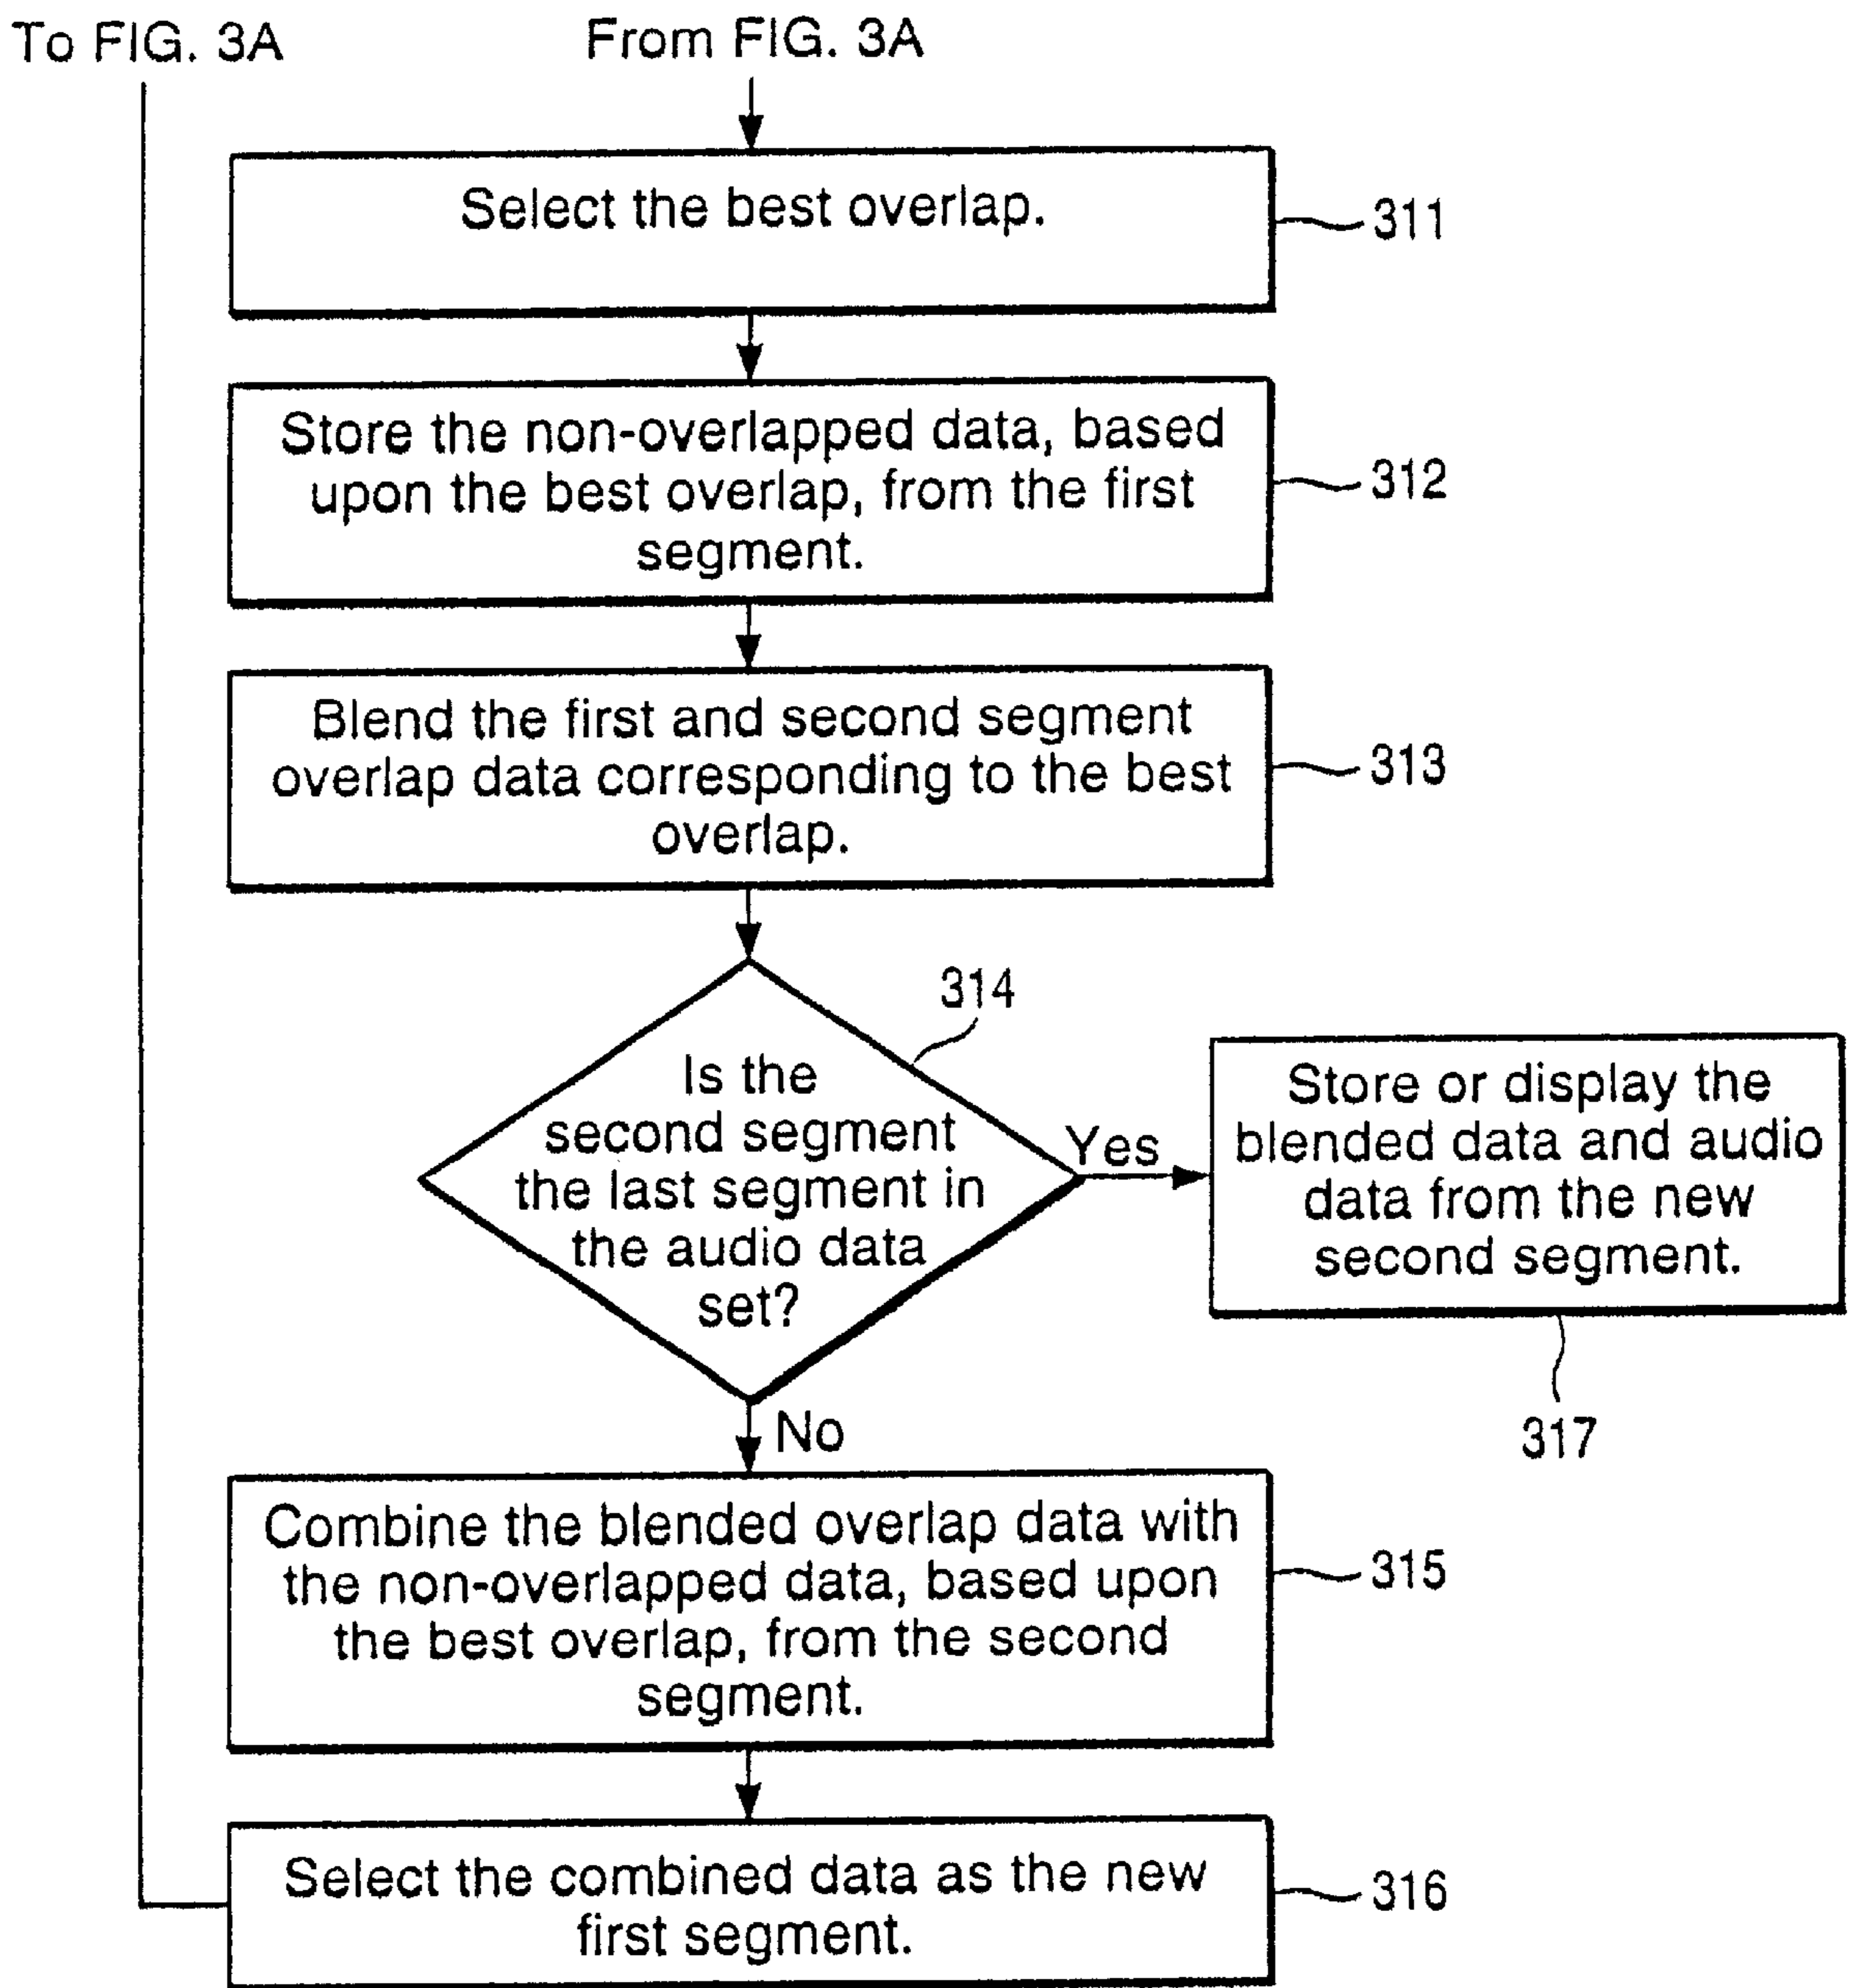 To FIG. 3A
From FIG. 3A
Select the best overlap.
311
Store the non-overlapped data, based
upon the best overlap, from the first
segment.
312
Blend the first and second segment
overlap data corresponding to the best
overlap.
313
314
Is the
second segment
the last segment in
the audio data
set?
Yes
Store or display the
blended data and audio
data from the new
second segment.
317
No
Combine the blended overlap data with
the non-overlapped data, based upon
the best overlap, from the second
segment.
315
Select the combined data as the new
first segment.
316